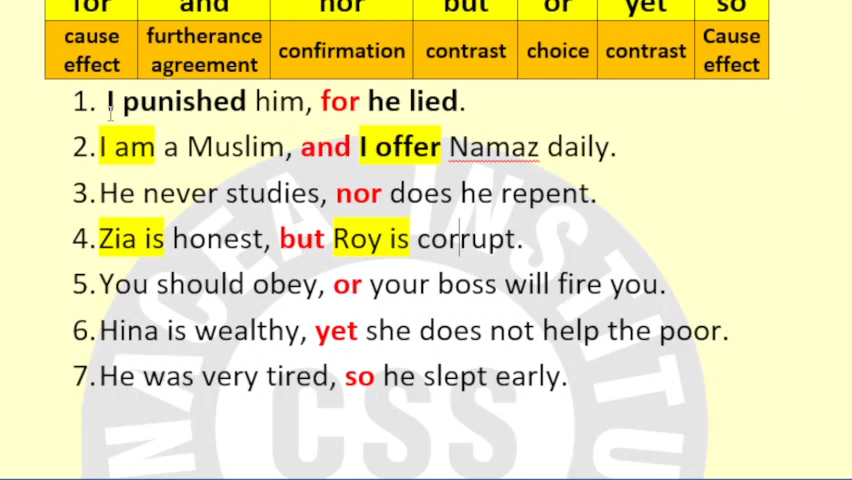 for and nor but or yet so
cause effect furtherance agreement confirmation contrast choice contrast Cause effect
1. I punished him, for he lied.
2. I am a Muslim, and I offer Namaz daily.
3. He never studies, nor does he repent.
4. Zia is honest, but Roy is corrupt.
5. You should obey, or your boss will fire you.
6. Hina is wealthy, yet she does not help the poor.
7. He was very tired, so he slept early.
CSS